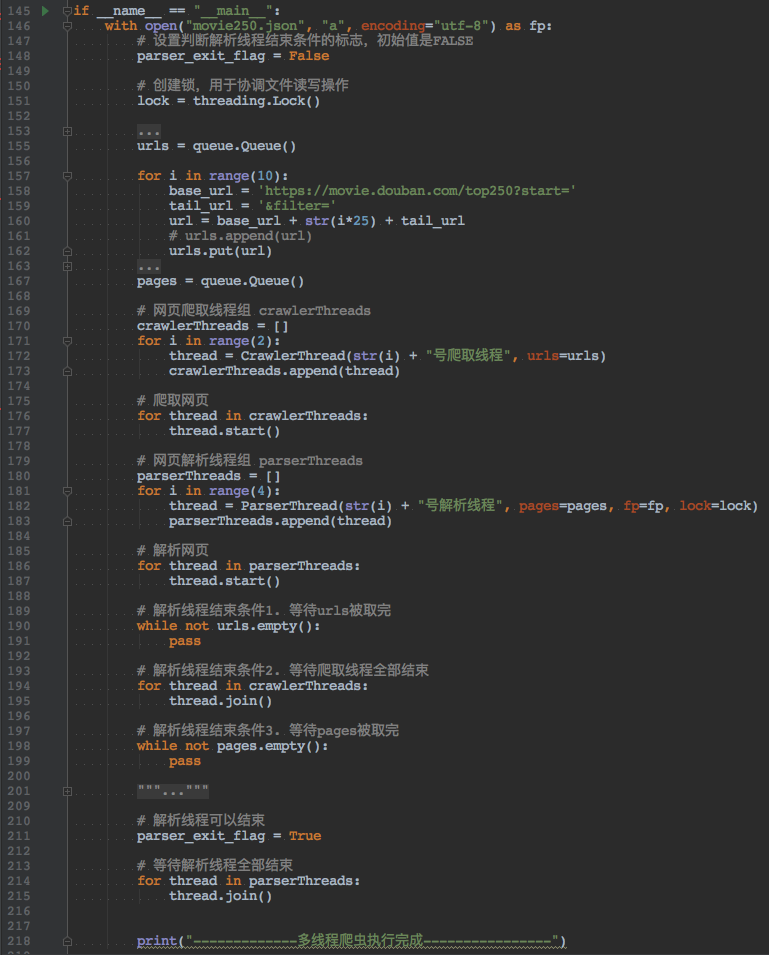 145 if __name__ == "__main__":
146 with open("movie250.json", "a", encoding="utf-8") as fp:
147 # 设置判断解析线程结束条件的标志，初始值是FALSE
148 parser_exit_flag = False
149
150 # 创建锁，用于协调文件读写操作
151 lock = threading.Lock()
152
153 ...
155 urls = queue.Queue()
156
157 for i in range(10):
158 base_url = 'https://movie.douban.com/top250?start='
159 tail_url = '&filter='
160 url = base_url + str(i*25) + tail_url
161 # urls.append(url)
162 urls.put(url)
163 ...
167 pages = queue.Queue()
168
169 # 网页爬取线程组 crawlerThreads
170 crawlerThreads = []
171 for i in range(2):
172 thread = CrawlerThread(str(i) + "号爬取线程", urls=urls)
173 crawlerThreads.append(thread)
174
175 # 爬取网页
176 for thread in crawlerThreads:
177 thread.start()
178
179 # 网页解析线程组 parserThreads
180 parserThreads = []
181 for i in range(4):
182 thread = ParserThread(str(i) + "号解析线程", pages=pages, fp=fp, lock=lock)
183 parserThreads.append(thread)
184
185 # 解析网页
186 for thread in parserThreads:
187 thread.start()
188
189 # 解析线程结束条件1. 等待urls被取完
190 while not urls.empty():
191 pass
192
193 # 解析线程结束条件2. 等待爬取线程全部结束
194 for thread in crawlerThreads:
195 thread.join()
196
197 # 解析线程结束条件3. 等待pages被取完
198 while not pages.empty():
199 pass
200
201 """..."""
209
210 # 解析线程可以结束
211 parser_exit_flag = True
212
213 # 等待解析线程全部结束
214 for thread in parserThreads:
215 thread.join()
216
217
218 print("-------------多线程爬虫执行完成----------------")